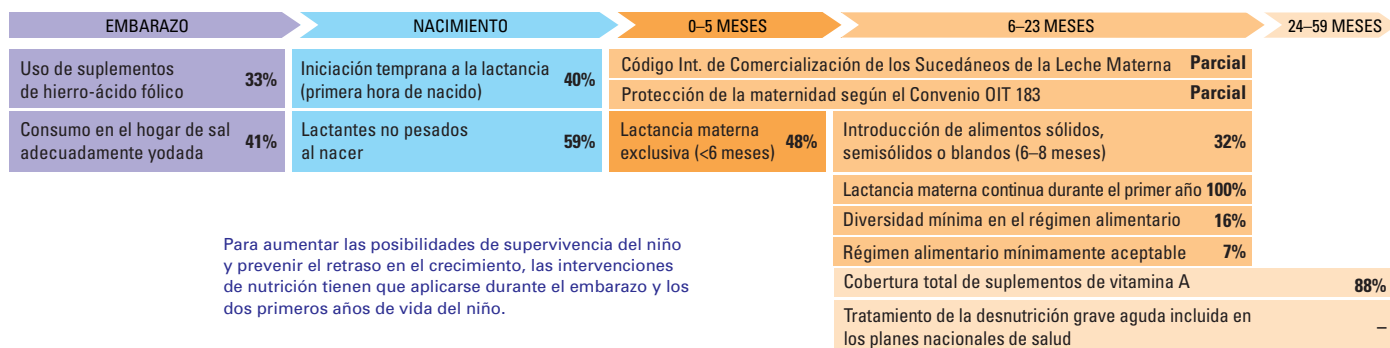 EMBARAZO
NACIMIENTO
0–5 MESES
6–23 MESES
24–59 MESES
Uso de suplementos
de hierro-ácido fólico
33%
Consumo en el hogar de sal
adecuadamente yodada
41%
Iniciación temprana a la lactancia
(primera hora de nacido)
40%
Lactantes no pesados
al nacer
59%
Código Int. de Comercialización de los Sucedáneos de la Leche Materna Parcial
Protección de la maternidad según el Convenio OIT 183 Parcial
Lactancia materna
exclusiva (<6 meses) 48%
Introducción de alimentos sólidos,
semisólidos o blandos (6–8 meses)
32%
Lactancia materna continua durante el primer año 100%
Diversidad mínima en el régimen alimentario 16%
Régimen alimentario mínimamente aceptable 7%
Cobertura total de suplementos de vitamina A 88%
Tratamiento de la desnutrición grave aguda incluida en
los planes nacionales de salud
–
Para aumentar las posibilidades de supervivencia del niño
y prevenir el retraso en el crecimiento, las intervenciones
de nutrición tienen que aplicarse durante el embarazo y los
dos primeros años de vida del niño.